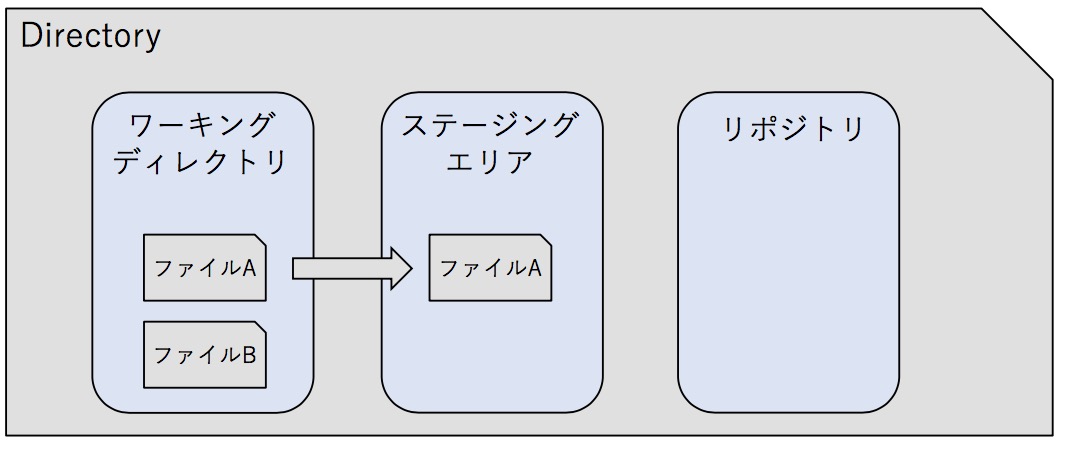 Directory
ワーキング
ディレクトリ
ステージング
エリア
リポジトリ
ファイルA
ファイルA
ファイルB